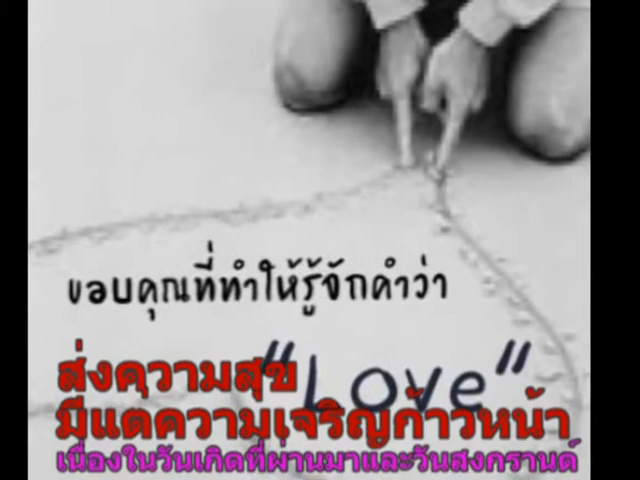 ขอบคุณที่ทำให้รู้จักคำว่า
"Love"
ส่งความสุข
มีแต่ความเจริญก้าวหน้า
เนื่องในวันเกิดที่ผ่านมาและวันสงกรานต์